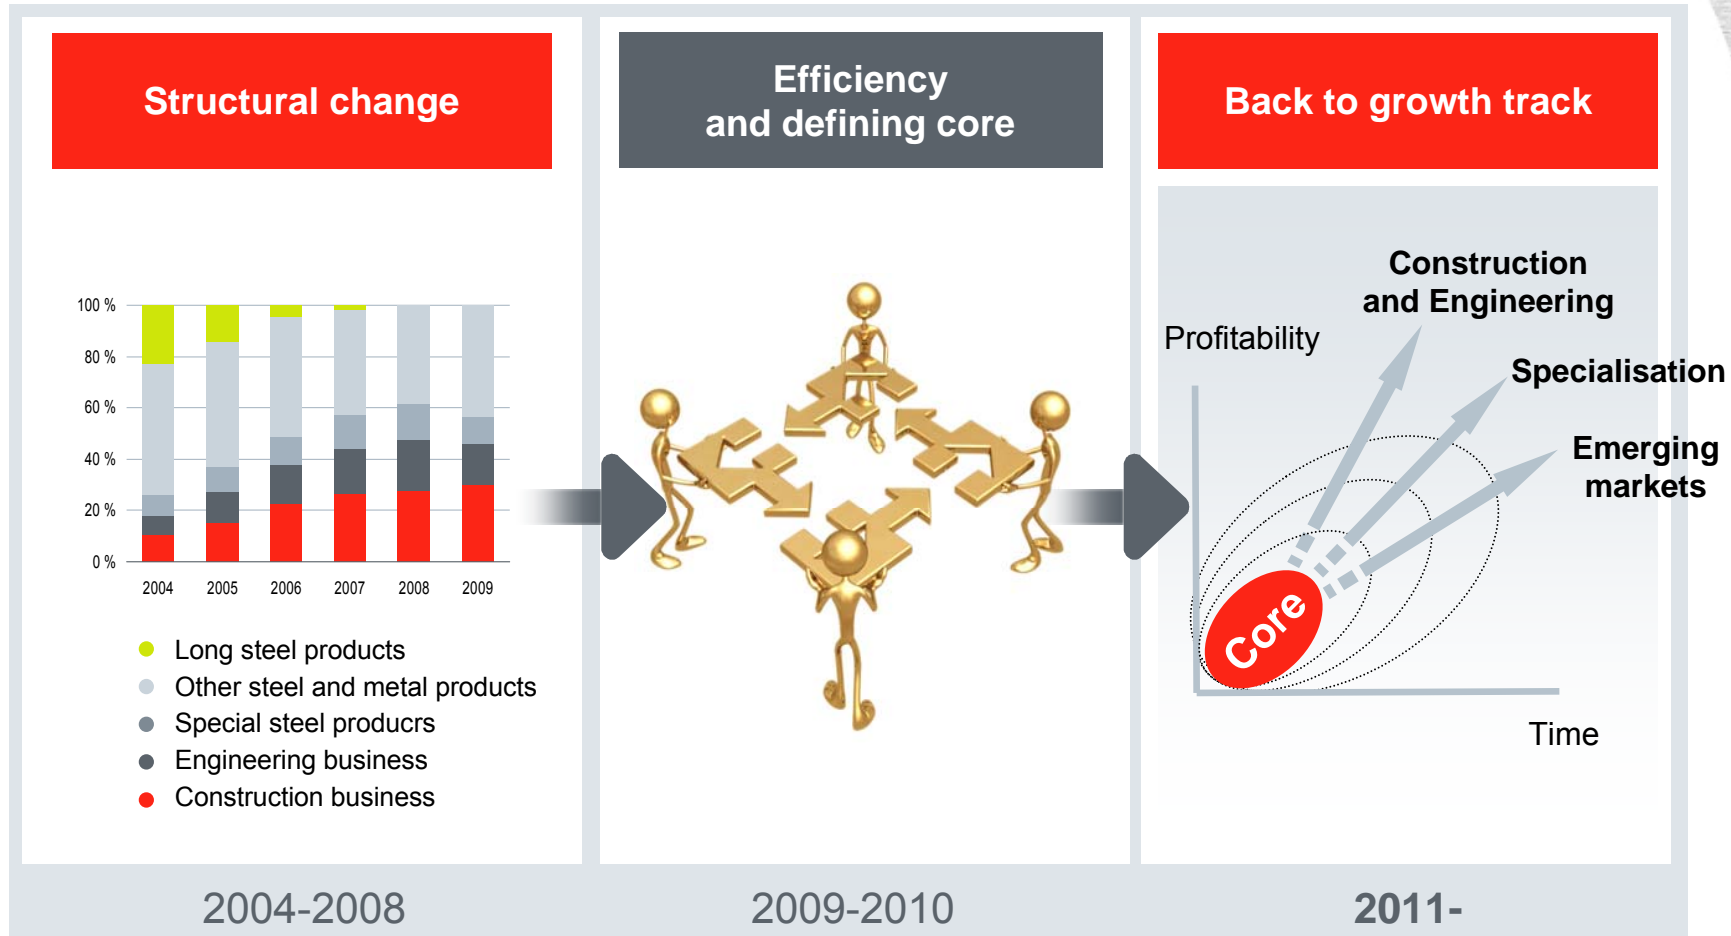 Structural change
Efficiency
and defining core
Back to growth track
100 %
80 %
60 %
40 %
20 %
0 %
2004 2005 2006 2007 2008 2009
Long steel products
Other steel and metal products
Special steel producrs
Engineering business
Construction business
Construction
and Engineering
Profitability
Specialisation
Emerging
markets
Core
Time
2004-2008
2009-2010
2011-